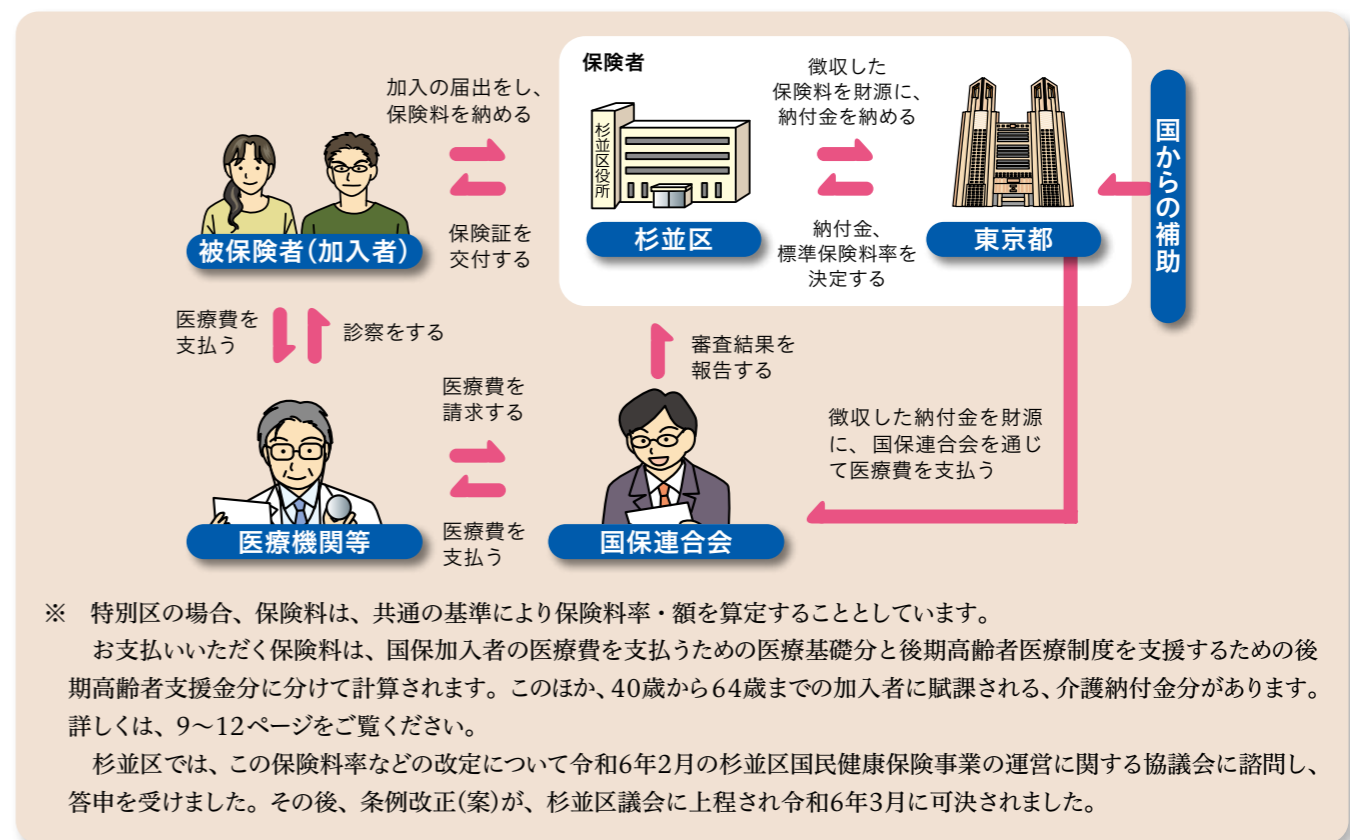 保険者
加入の届出をし、
保険料を納める
徴収した
保険料を財源に、
納付金を納める
杉並区役所
国からの補助
保険証を
交付する
納付金、
標準保険料率を
決定する
被保険者(加入者)
杉並区
東京都
医療費を
支払う
診察をする
審査結果を
報告する
医療費を
請求する
徴収した納付金を財源
に、国保連合会を通じ
て医療費を支払う
医療費を
支払う
医療機関等
国保連合会
※　特別区の場合、保険料は、共通の基準により保険料率・額を算定することとしています。
お支払いいただく保険料は、国保加入者の医療費を支払うための医療基礎分と後期高齢者医療制度を支援するための後
期高齢者支援金分に分けて計算されます。このほか、40歳から64歳までの加入者に賦課される、介護納付金分があります。
詳しくは、9～12ページをご覧ください。
杉並区では、この保険料率などの改定について令和6年2月の杉並区国民健康保険事業の運営に関する協議会に諮問し、
答申を受けました。その後、条例改正(案)が、杉並区議会に上程され令和6年3月に可決されました。